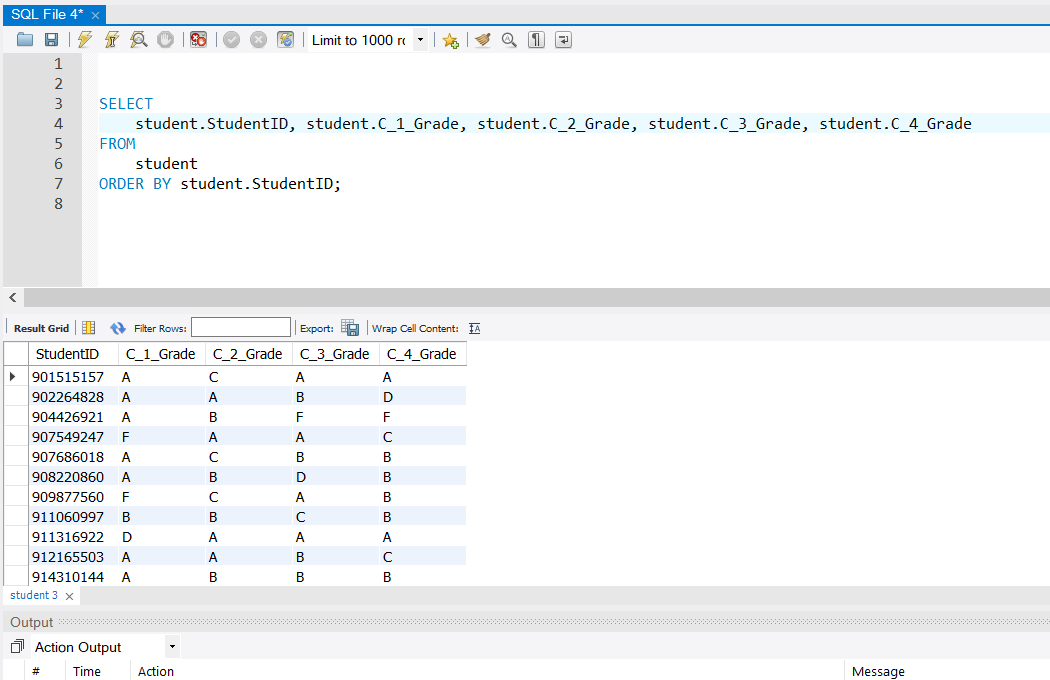 SQL File 4*
Limit to 1000 rc
1
2
3 SELECT
4 student.StudentID, student.C_1_Grade, student.C_2_Grade, student.C_3_Grade, student.C_4_Grade
5 FROM
6 student
7 ORDER BY student.StudentID;
8
Result Grid Filter Rows: Export: Wrap Cell Content:
StudentID C_1_Grade C_2_Grade C_3_Grade C_4_Grade
901515157 A C A A
902264828 A A B D
904426921 A B F F
907549247 F A A C
907686018 A C B B
908220860 A B D B
909877560 F C A B
911060997 B B C B
911316922 D A A A
912165503 A A B C
914310144 A B B B
student 3
Output
Action Output
# Time Action Message